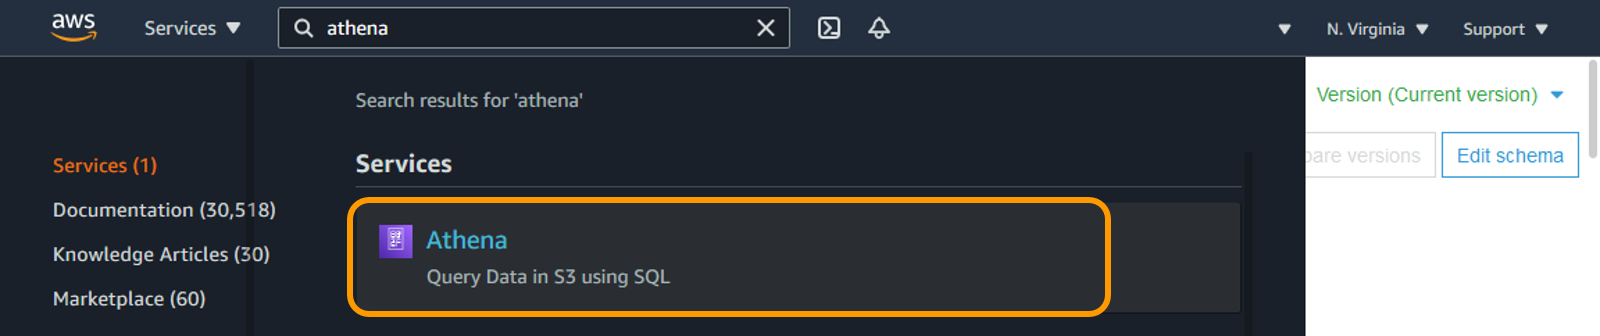 aws Services athena N. Virginia Support
Search results for 'athena'
Version (Current version)
Services (1)
Services
pare versions Edit schema
Documentation (30,518)
Athena
Knowledge Articles (30)
Query Data in S3 using SQL
Marketplace (60)